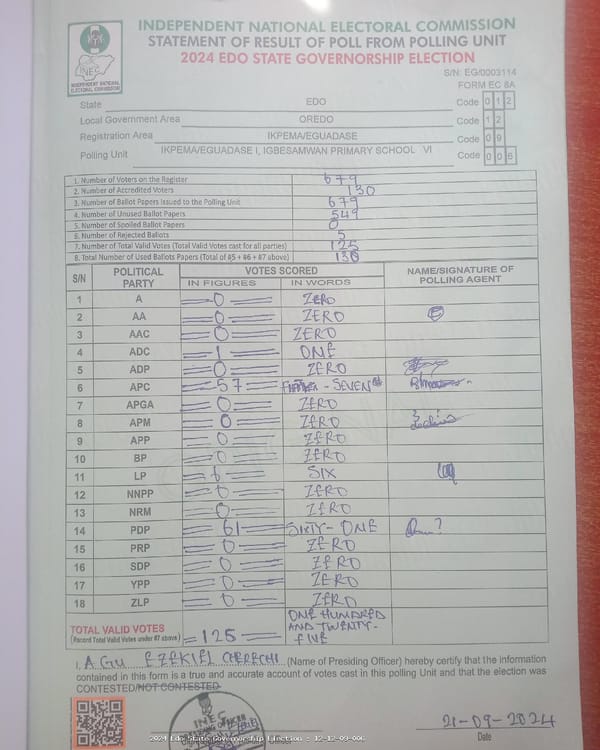 INDEPENDENT NATIONAL ELECTORAL COMMISSION
STATEMENT OF RESULT OF POLL FROM POLLING UNIT
2024 EDO STATE GOVERNORSHIP ELECTION
INEC
INDEPENDENT NATIONAL
ELECTORAL COMMISSION
S/N: EG/0003114
FORM EC 8A
State EDO Code 0 1 2
Local Government Area OREDO Code 1 2
Registration Area IKPEMA/EGUADASE Code 0 9
Polling Unit IKPEMA/EGUADASE I, IGBESAMWAN PRIMARY SCHOOL VI Code 0 0 6
1. Number of Voters on the Register 679
2. Number of Accredited Voters 130
3. Number of Ballot Papers Issued to the Polling Unit 679
4. Number of Unused Ballot Papers 549
5. Number of Spoiled Ballot Papers 0
6. Number of Rejected Ballots 5
7. Number of Total Valid Votes (Total Valid Votes cast for all parties) 125
8. Total Number of Used Ballots Papers (Total of #5 + #6 + #7 above) 130
S/N POLITICAL PARTY VOTES SCORED NAME/SIGNATURE OF POLLING AGENT
IN FIGURES IN WORDS
1 A 0 ZERO
2 AA 0 ZERO
3 AAC 0 ZERO
4 ADC 1 ONE
5 ADP 0 ZERO
6 APC 57 - SEVEN
7 APGA 0 ZERO
8 APM 0 ZERO
9 APP 0 ZERO
10 BP 0 ZERO
11 LP 6 SIX
12 NNPP 0 ZERO
13 NRM 0 ZERO
14 PDP 61 SIXTY-ONE
15 PRP 0 ZERO
16 SDP 0 ZERO
17 YPP 0 ZERO
18 ZLP 0 ZERO
TOTAL VALID VOTES
(Record Total Valid Votes under #7 above) =125= ONE HUNDRED AND TWENTY-FIVE
I, AGU EZEKIEL (Name of Presiding Officer) hereby certify that the information
contained in this form is a true and accurate account of votes cast in this polling Unit and that the election was
CONTESTED/NOT CONTESTED
INEC
21-09-2024
Date
2024 Edo State Governorship Election : 12-12-09-006